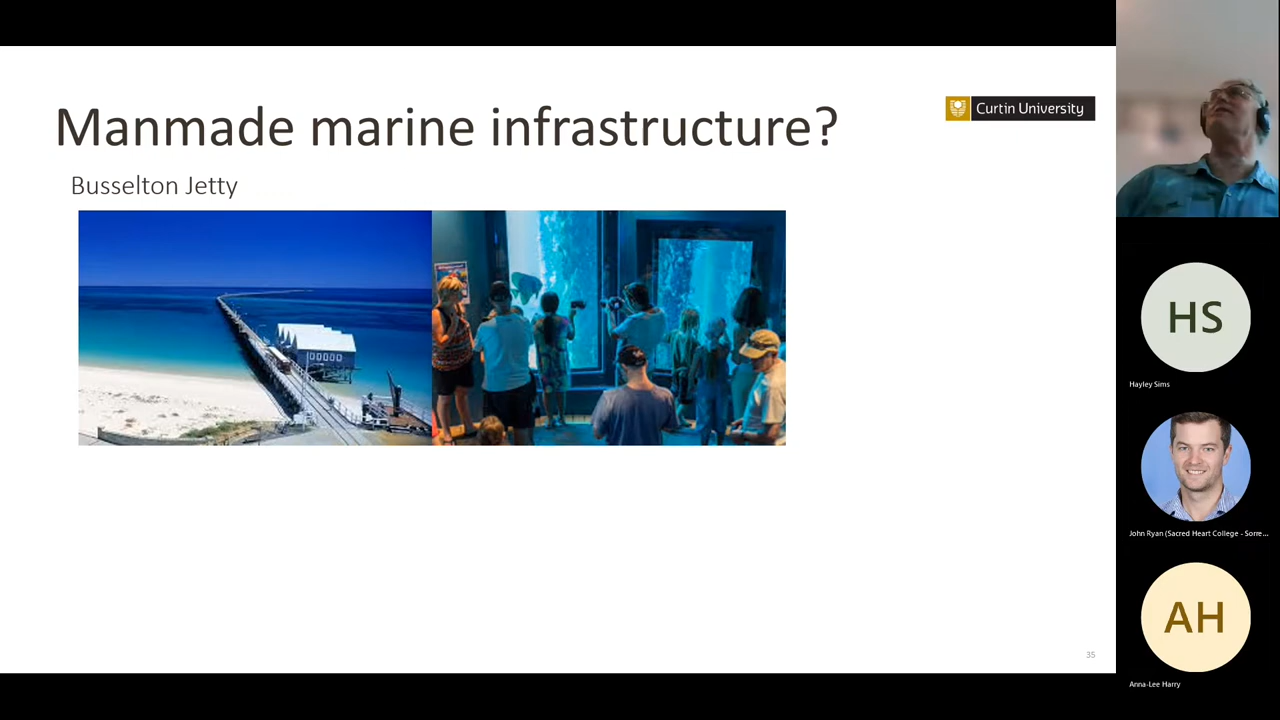 Manmade marine infrastructure?
Curtin University
Busselton Jetty
35
HS
Hayley Sims
John Ryan (Sacred Heart College - Sorre...
AH
Anna-Lee Harry